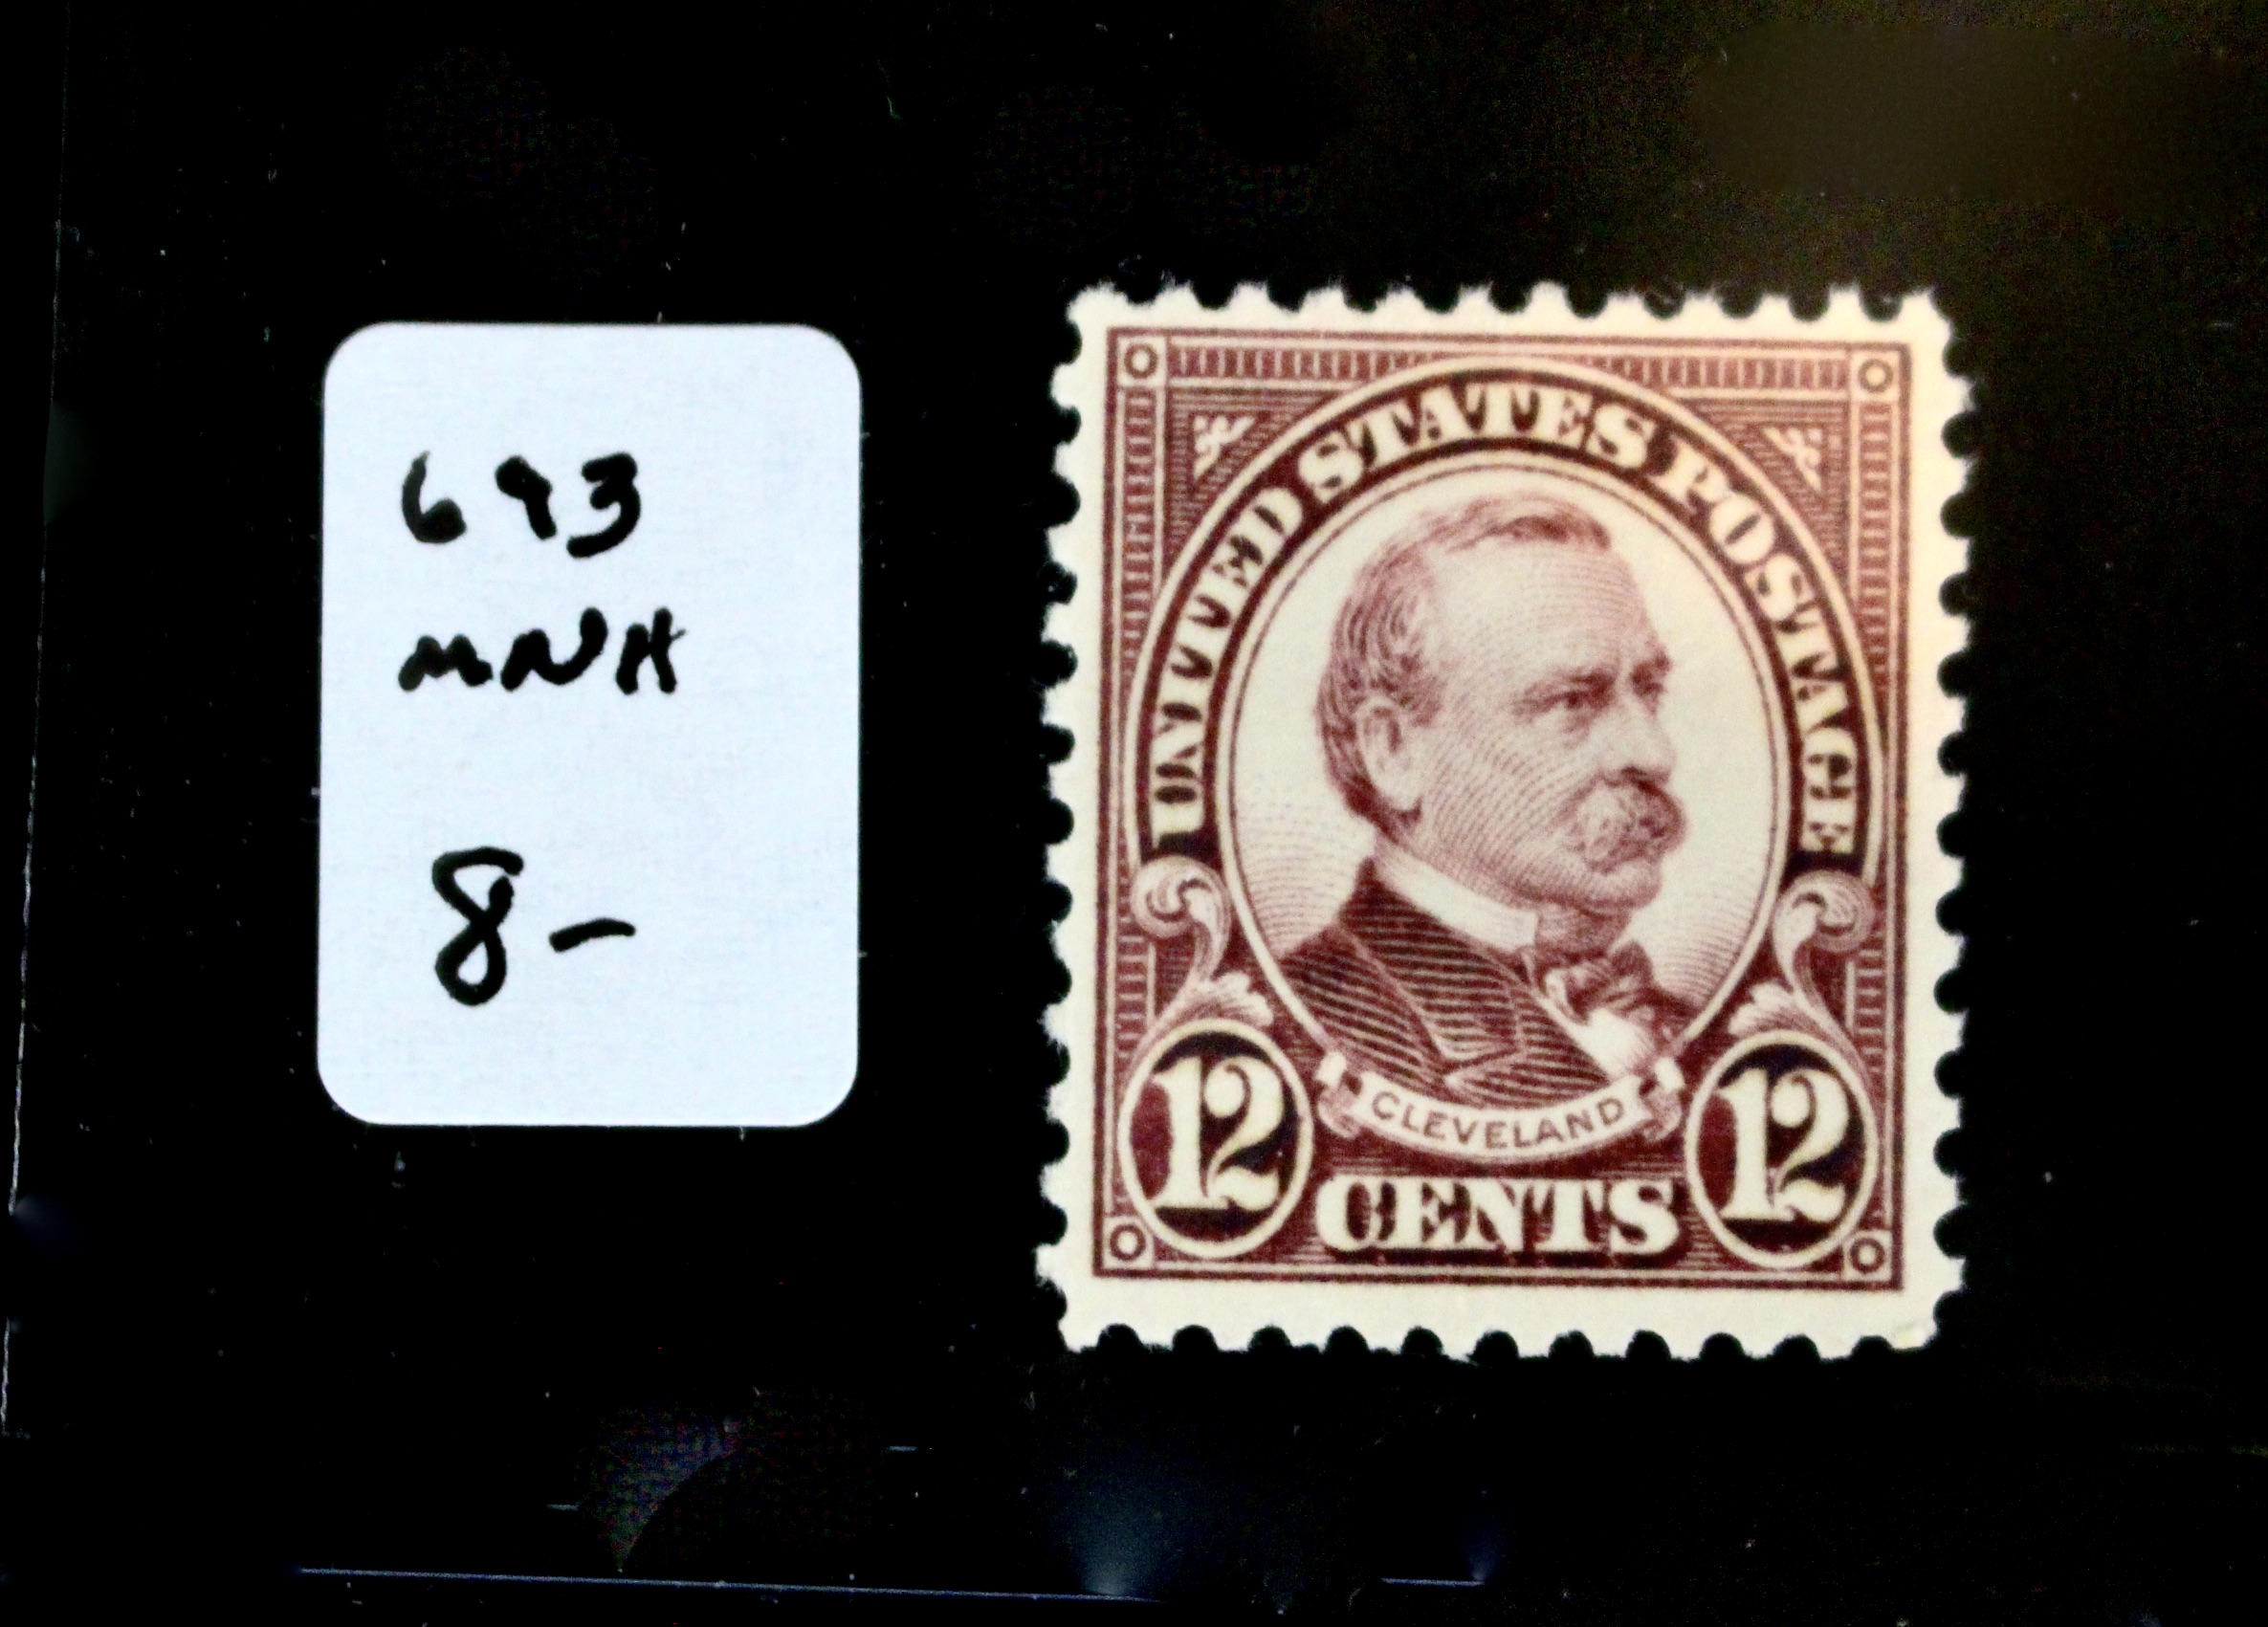 693
MNH
8-
UNITED STATES POSTAGE
CLEVELAND
12 CENTS 12